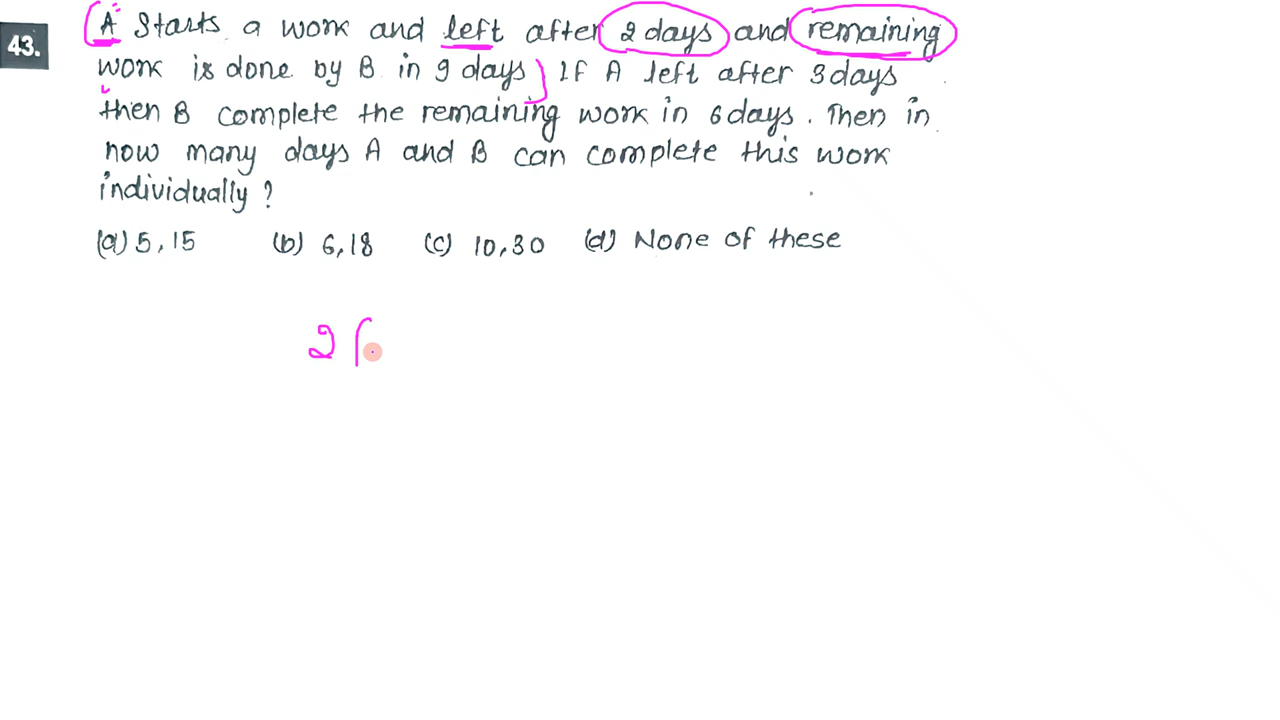 43.
A Starts a work and left after 2 days and remaining
work is done by B in 9 days. If A left after 3 days
then B complete the remaining work in 6 days. Then in
how many days A and B can complete this work
individually?
(a) 5, 15 (b) 6, 18 (c) 10, 30 (d) None of these
2